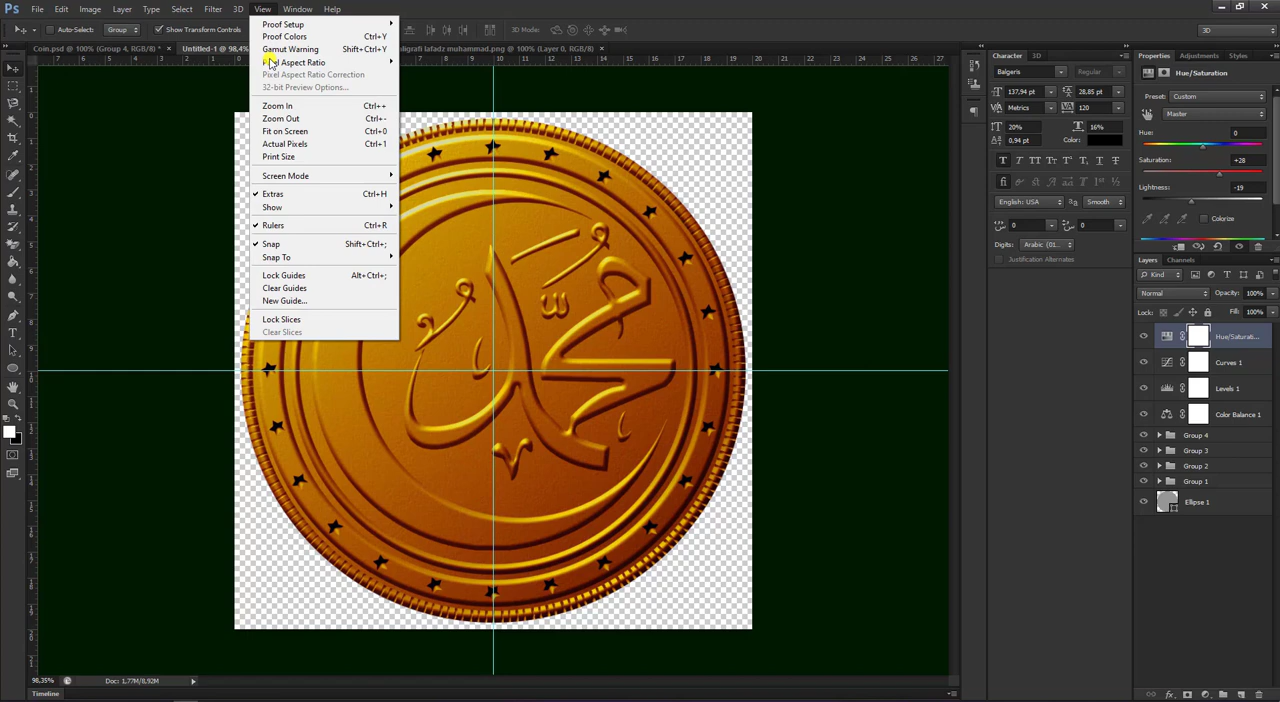 Ps File Edit Image Layer Type Select Filter 3D View Window Help
Auto-Select: Group Show Transform Controls 3D Mode: 3D
Coin.psd @ 100% (Group 4, RGB/8) * × Untitled-1 @ 98,4% kaligrafi lafadz muhammad.png @ 100% (Layer 0, RGB/8) ×
Proof Setup
Proof Colors Ctrl+Y
Gamut Warning Shift+Ctrl+Y
Aspect Ratio
Pixel Aspect Ratio Correction
32-bit Preview Options...
Zoom In Ctrl++
Zoom Out Ctrl+-
Fit on Screen Ctrl+0
Actual Pixels Ctrl+1
Print Size
Screen Mode
Extras Ctrl+H
Show
Rulers Ctrl+R
Snap Shift+Ctrl+;
Snap To
Lock Guides Alt+Ctrl+;
Clear Guides
New Guide...
Lock Slices
Clear Slices
محمد
Character 3D
Balgeris Regular
137,94 pt 28,85 pt
Metrics 120
20% 16%
0,94 pt Color:
English: USA Smooth
0 0
Digits: Arabic (01...
Justification Alternates
Properties Adjustments Styles
Hue/Saturation
Preset: Custom
Master
Hue: 0
Saturation: +28
Lightness: -19
Colorize
Layers Channels
Kind
Normal Opacity: 100%
Lock: Fill: 100%
Hue/Saturati...
Curves 1
Levels 1
Color Balance 1
Group 4
Group 3
Group 2
Group 1
Ellipse 1
98,35% Doc: 1,77M/8,92M
Timeline